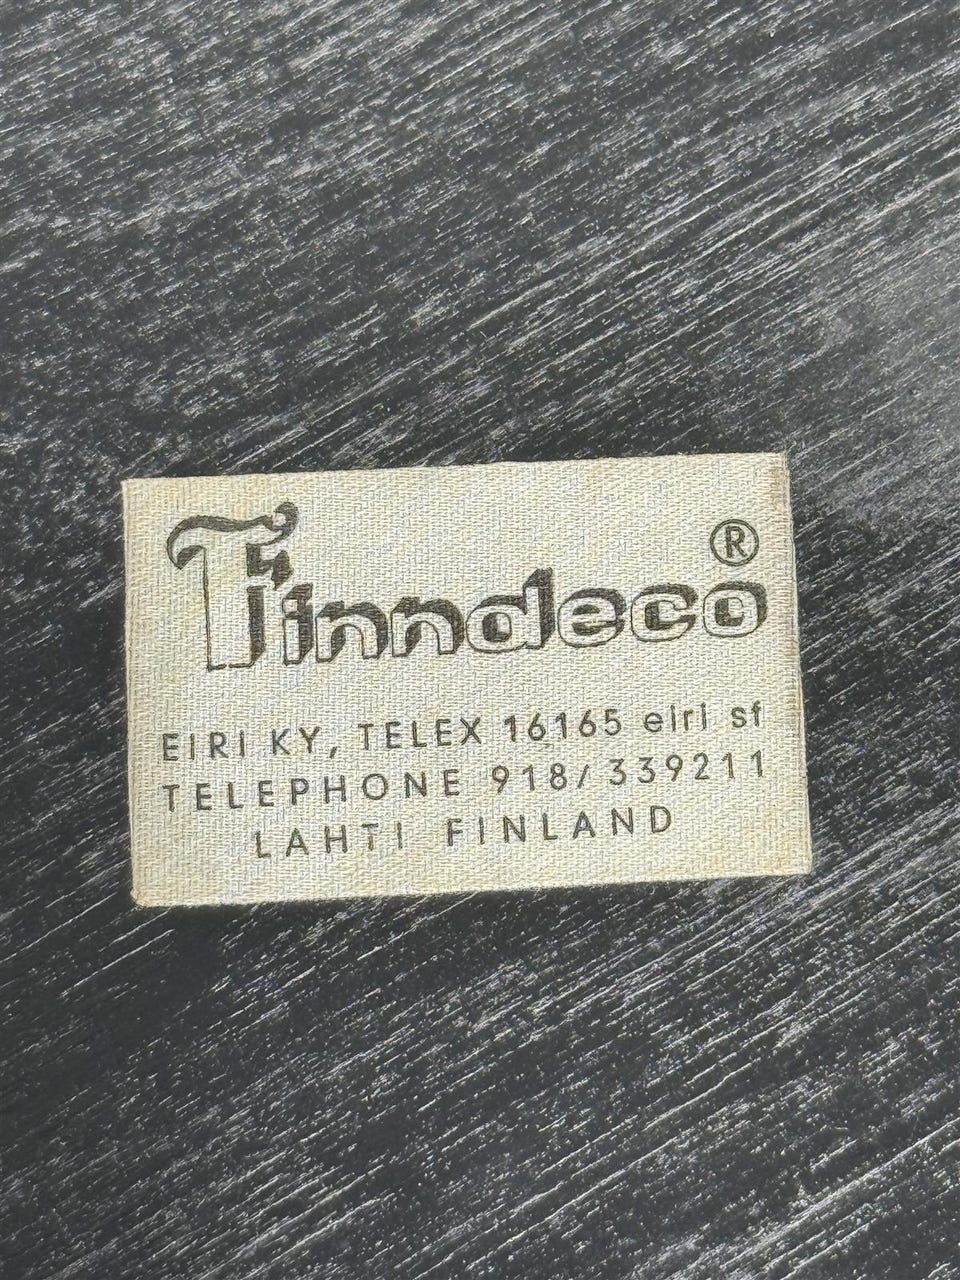 Finndeco ®
EIRI KY, TELEX 16165 eiri sf
TELEPHONE 918/339211
LAHTI FINLAND